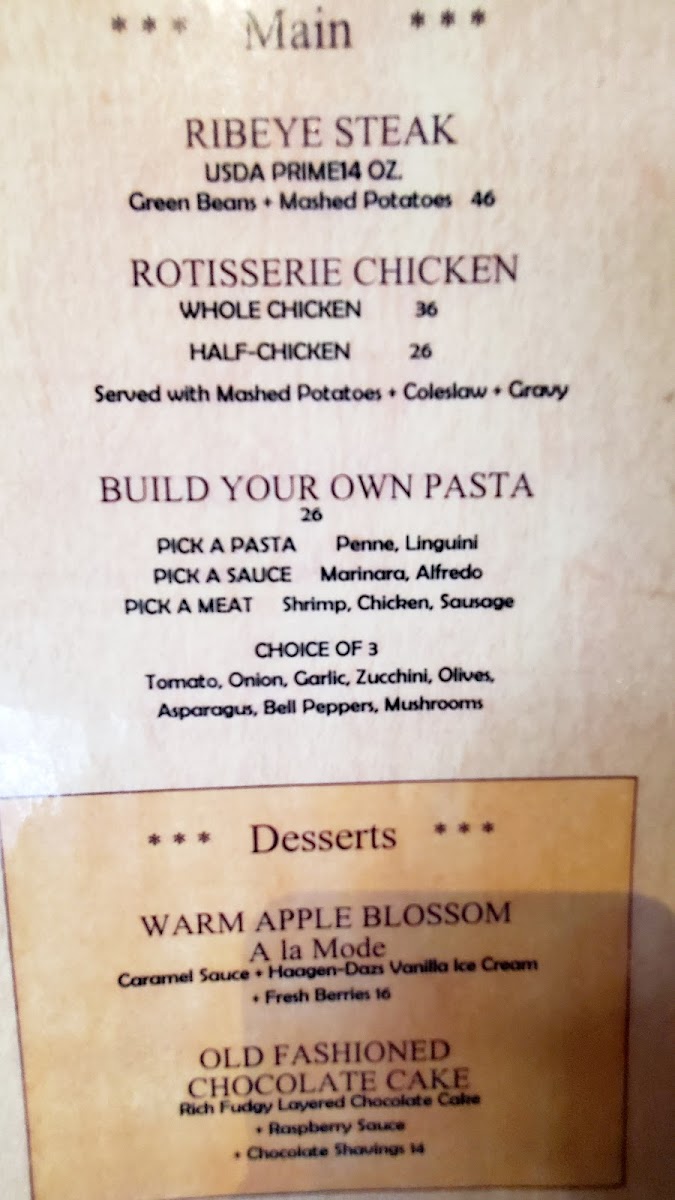 *** Main ***
RIBEYE STEAK
USDA PRIME14 OZ.
Green Beans + Mashed Potatoes 46
ROTISSERIE CHICKEN
WHOLE CHICKEN 36
HALF-CHICKEN 26
Served with Mashed Potatoes + Coleslaw + Gravy
BUILD YOUR OWN PASTA
26
PICK A PASTA Penne, Linguini
PICK A SAUCE Marinara, Alfredo
PICK A MEAT Shrimp, Chicken, Sausage
CHOICE OF 3
Tomato, Onion, Garlic, Zucchini, Olives,
Asparagus, Bell Peppers, Mushrooms
*** Desserts ***
WARM APPLE BLOSSOM
A la Mode
Caramel Sauce + Haagen-Dazs Vanilla Ice Cream
+ Fresh Berries 16
OLD FASHIONED
CHOCOLATE CAKE
Rich Fudgy Layered Chocolate Cake
+ Raspberry Sauce
+ Chocolate Shavings 14